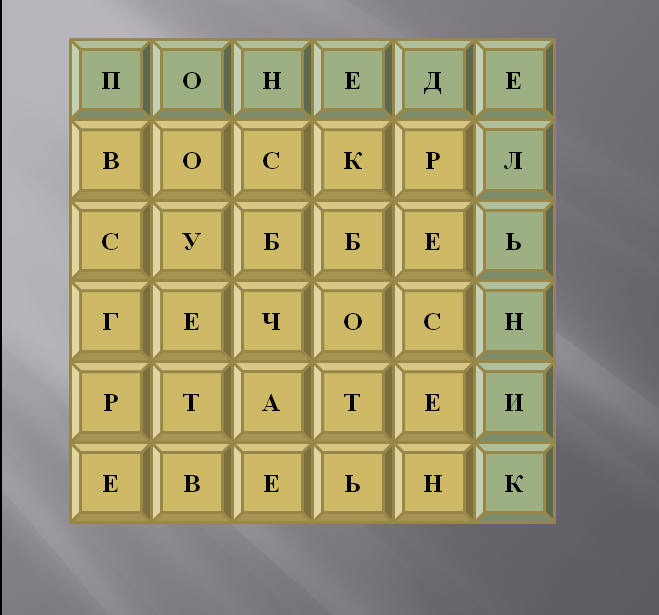 П О Н Е Д Е
В О С К Р Л
С У Б Б Е Ь
Г Е Ч О С Н
Р Т А Т Е И
Е В Е Ь Н К